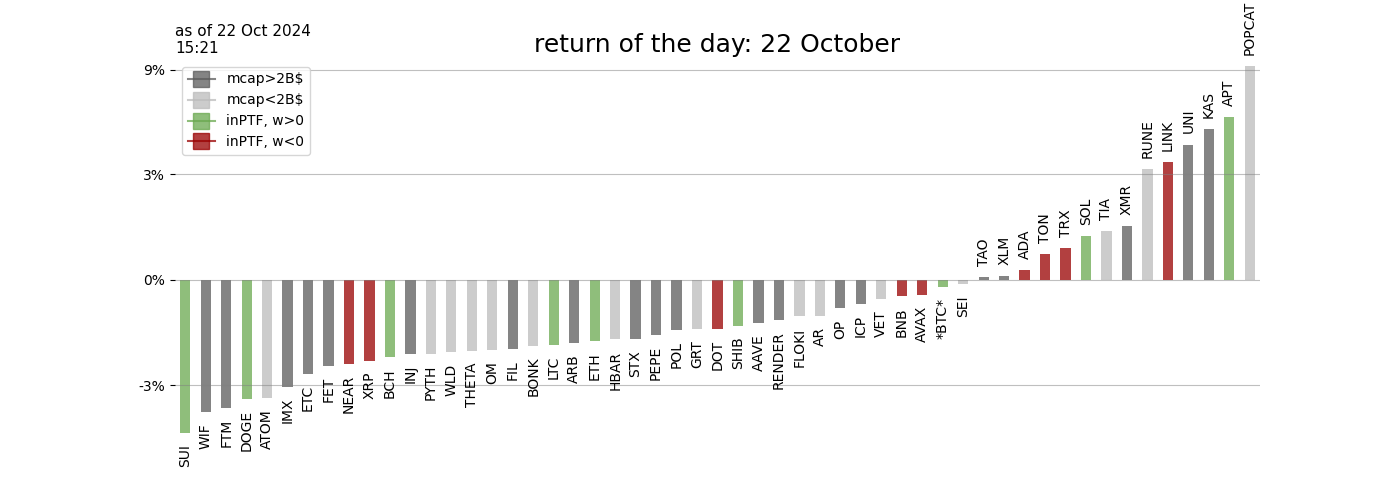 as of 22 Oct 2024
15:21
return of the day: 22 October
mcap>2B$
mcap<2B$
inPTF, w>0
inPTF, w<0
9%
3%
0%
-3%
SUI
WIF
FTM
DOGE
ATOM
IMX
ETC
FET
NEAR
XRP
BCH
INJ
PYTH
WLD
THETA
OM
FIL
BONK
LTC
ARB
ETH
HBAR
STX
PEPE
POL
GRT
DOT
SHIB
AAVE
RENDER
FLOKI
AR
OP
ICP
VET
BNB
AVAX
*BTC*
SEI
TAO
XLM
ADA
TON
TRX
SOL
TIA
XMR
RUNE
LINK
UNI
KAS
APT
POPCAT